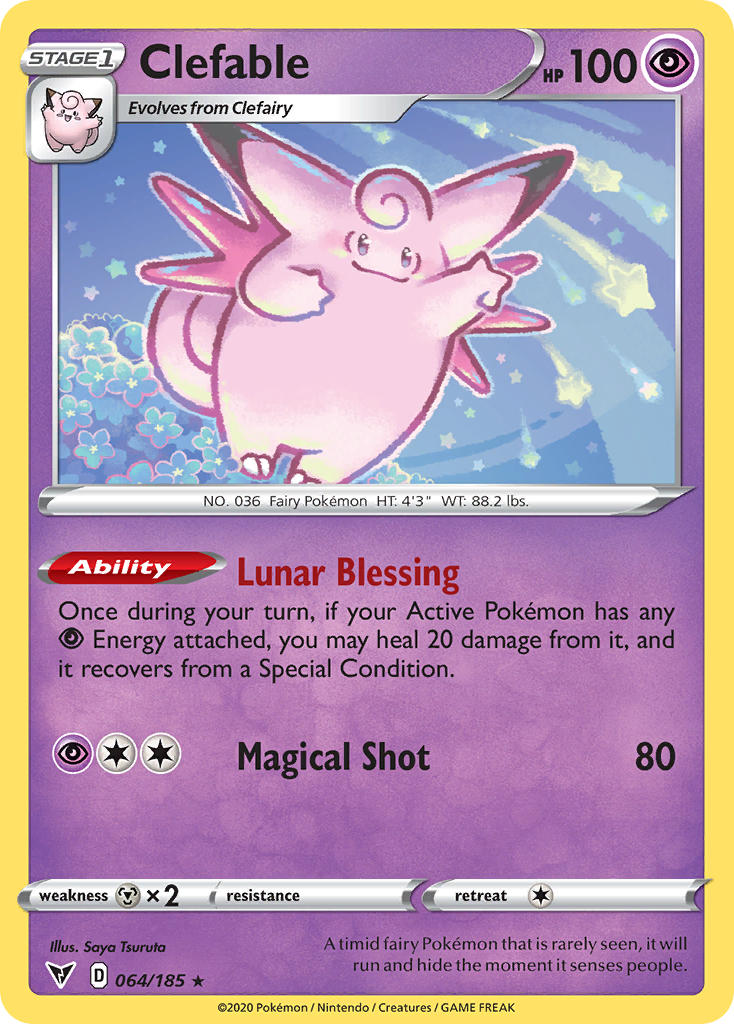 STAGE1
Clefable
HP 100
Evolves from Clefairy
NO. 036 Fairy Pokémon HT: 4'3" WT: 88.2 lbs.
Ability Lunar Blessing
Once during your turn, if your Active Pokémon has any
Energy attached, you may heal 20 damage from it, and
it recovers from a Special Condition.
Magical Shot 80
weakness ×2 resistance retreat
Illus. Saya Tsuruta
A timid fairy Pokémon that is rarely seen, it will
run and hide the moment it senses people.
D 064/185 ★
©2020 Pokémon / Nintendo / Creatures / GAME FREAK